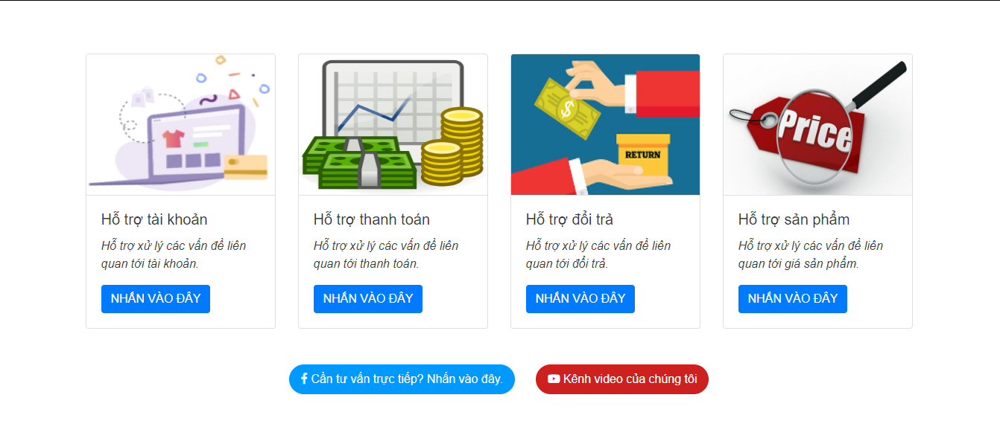 RETURN
Price
Hỗ trợ tài khoản
Hỗ trợ xử lý các vấn đề liên
quan tới tài khoản.
NHẤN VÀO ĐÂY
Hỗ trợ thanh toán
Hỗ trợ xử lý các vấn đề liên
quan tới thanh toán.
NHẤN VÀO ĐÂY
Hỗ trợ đổi trả
Hỗ trợ xử lý các vấn đề liên
quan tới đổi trả.
NHẤN VÀO ĐÂY
Hỗ trợ sản phẩm
Hỗ trợ xử lý các vấn đề liên
quan tới giá sản phẩm.
NHẤN VÀO ĐÂY
Cần tư vấn trực tiếp? Nhấn vào đây.
Kênh video của chúng tôi